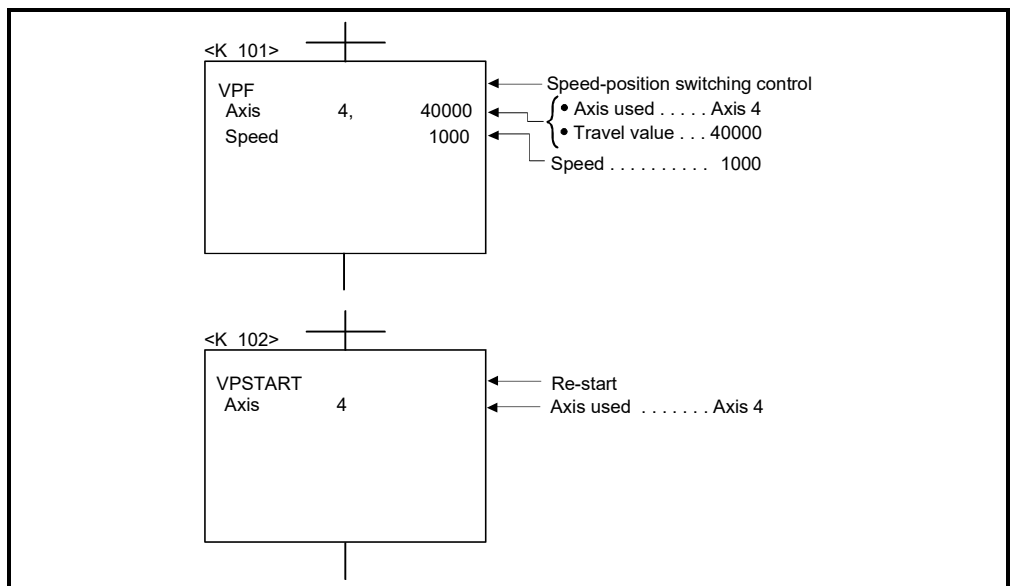 <K 101>
VPF
Axis 4, 40000
Speed 1000
Speed-position switching control
• Axis used . . . . . Axis 4
• Travel value . . . 40000
Speed . . . . . . . . . . 1000
<K 102>
VPSTART
Axis 4
Re-start
Axis used . . . . . . . Axis 4